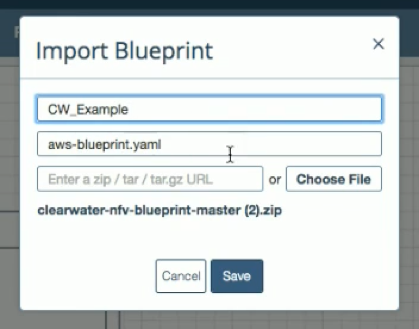 Import Blueprint
CW_Example
aws-blueprint.yaml
Enter a zip / tar / tar.gz URL or Choose File
clearwater-nfv-blueprint-master (2).zip
Cancel Save